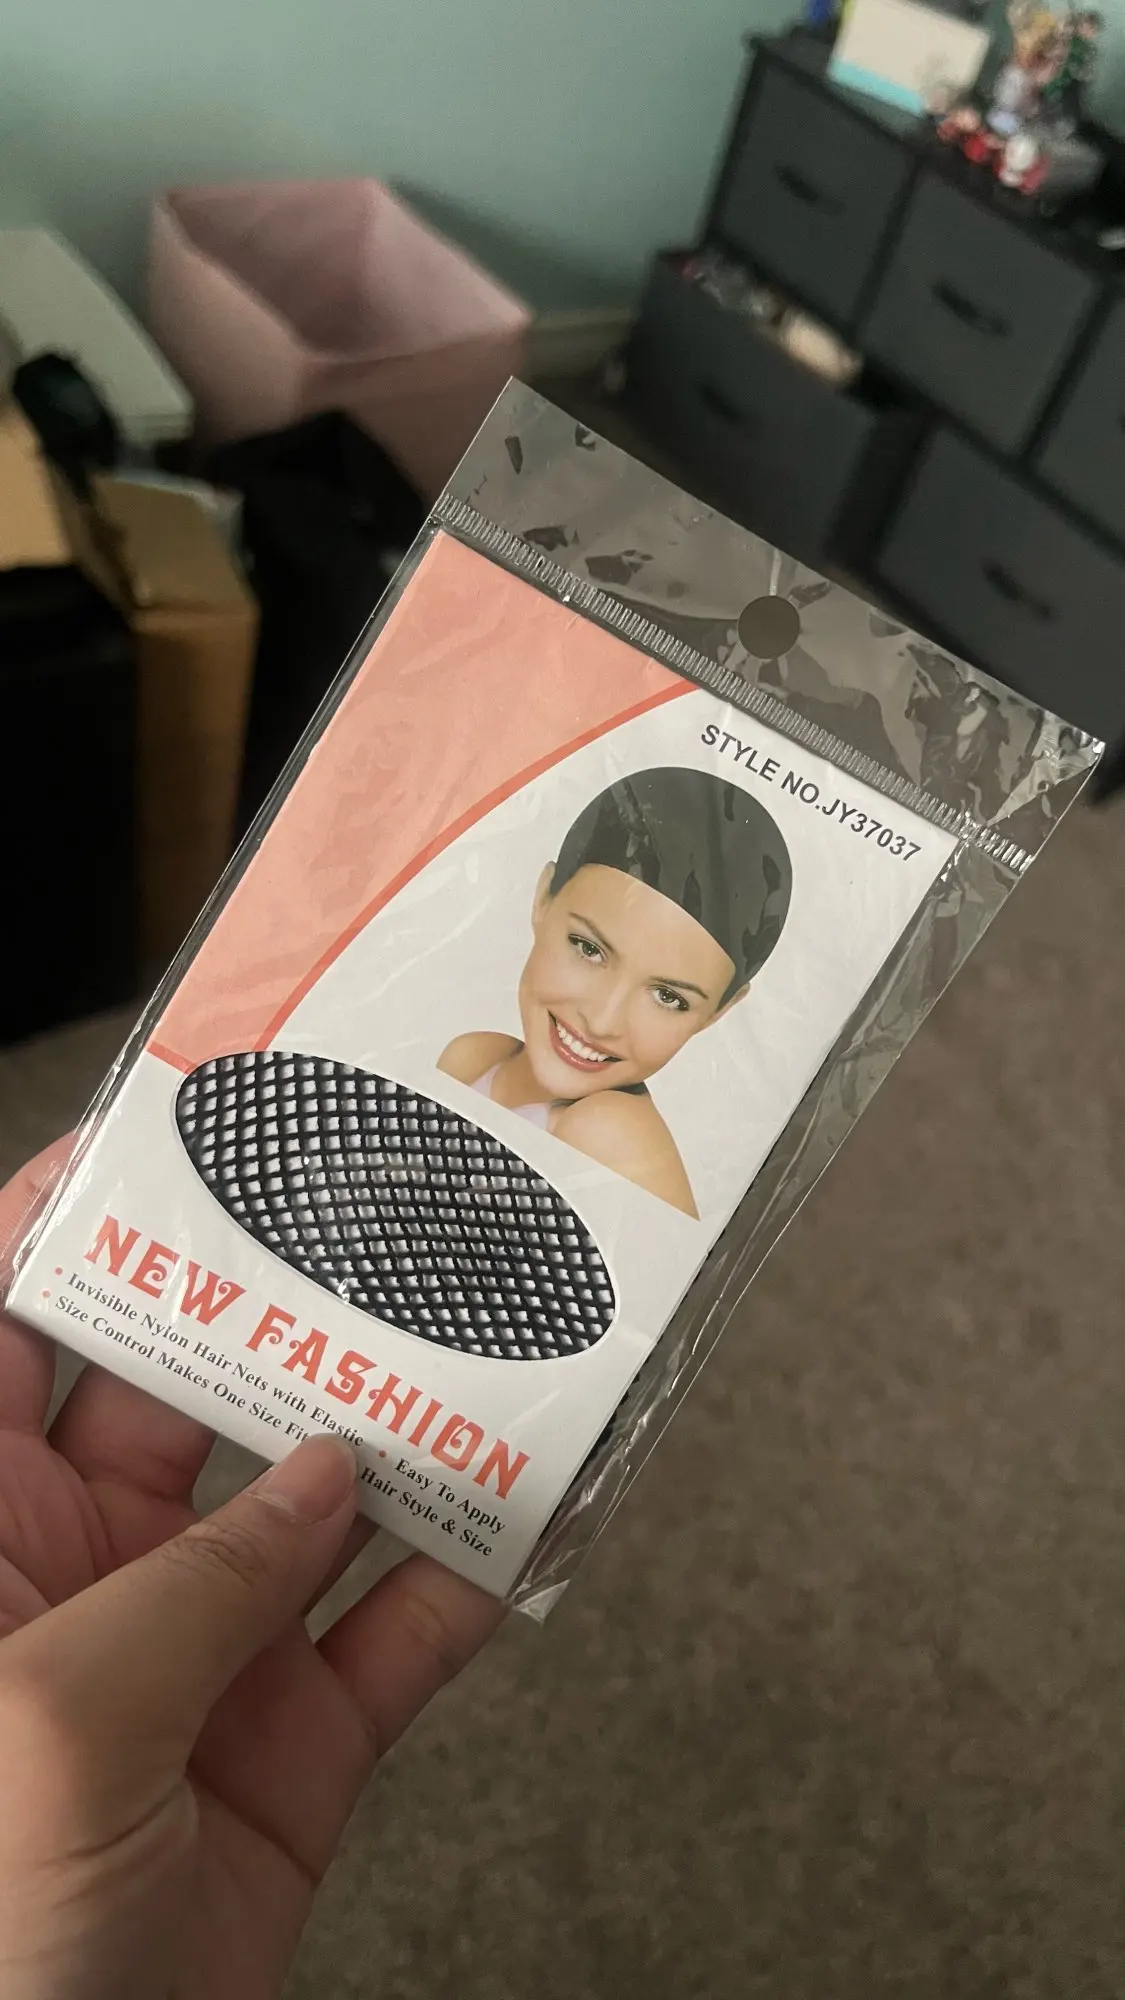 STYLE NO.JY37037
NEW FASHION
• Invisible Nylon Hair Nets with Elastic • Easy To Apply
• Size Control Makes One Size Fit Hair Style & Size